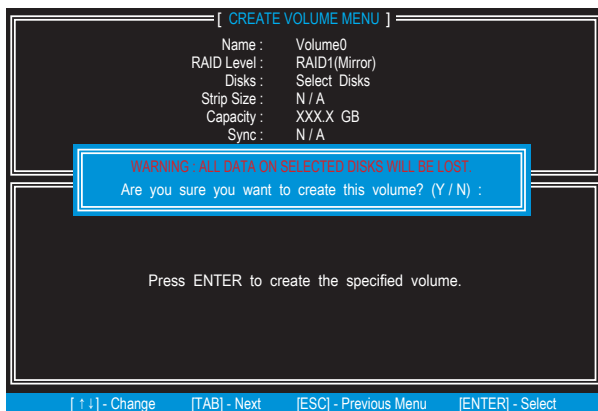 [ CREATE VOLUME MENU ]
Name : Volume0
RAID Level : RAID1(Mirror)
Disks : Select Disks
Strip Size : N / A
Capacity : XXX.X GB
Sync : N / A
WARNING : ALL DATA ON SELECTED DISKS WILL BE LOST.
Are you sure you want to create this volume? (Y / N) :
Press ENTER to create the specified volume.
[ ↑↓] - Change [TAB] - Next [ESC] - Previous Menu [ENTER] - Select